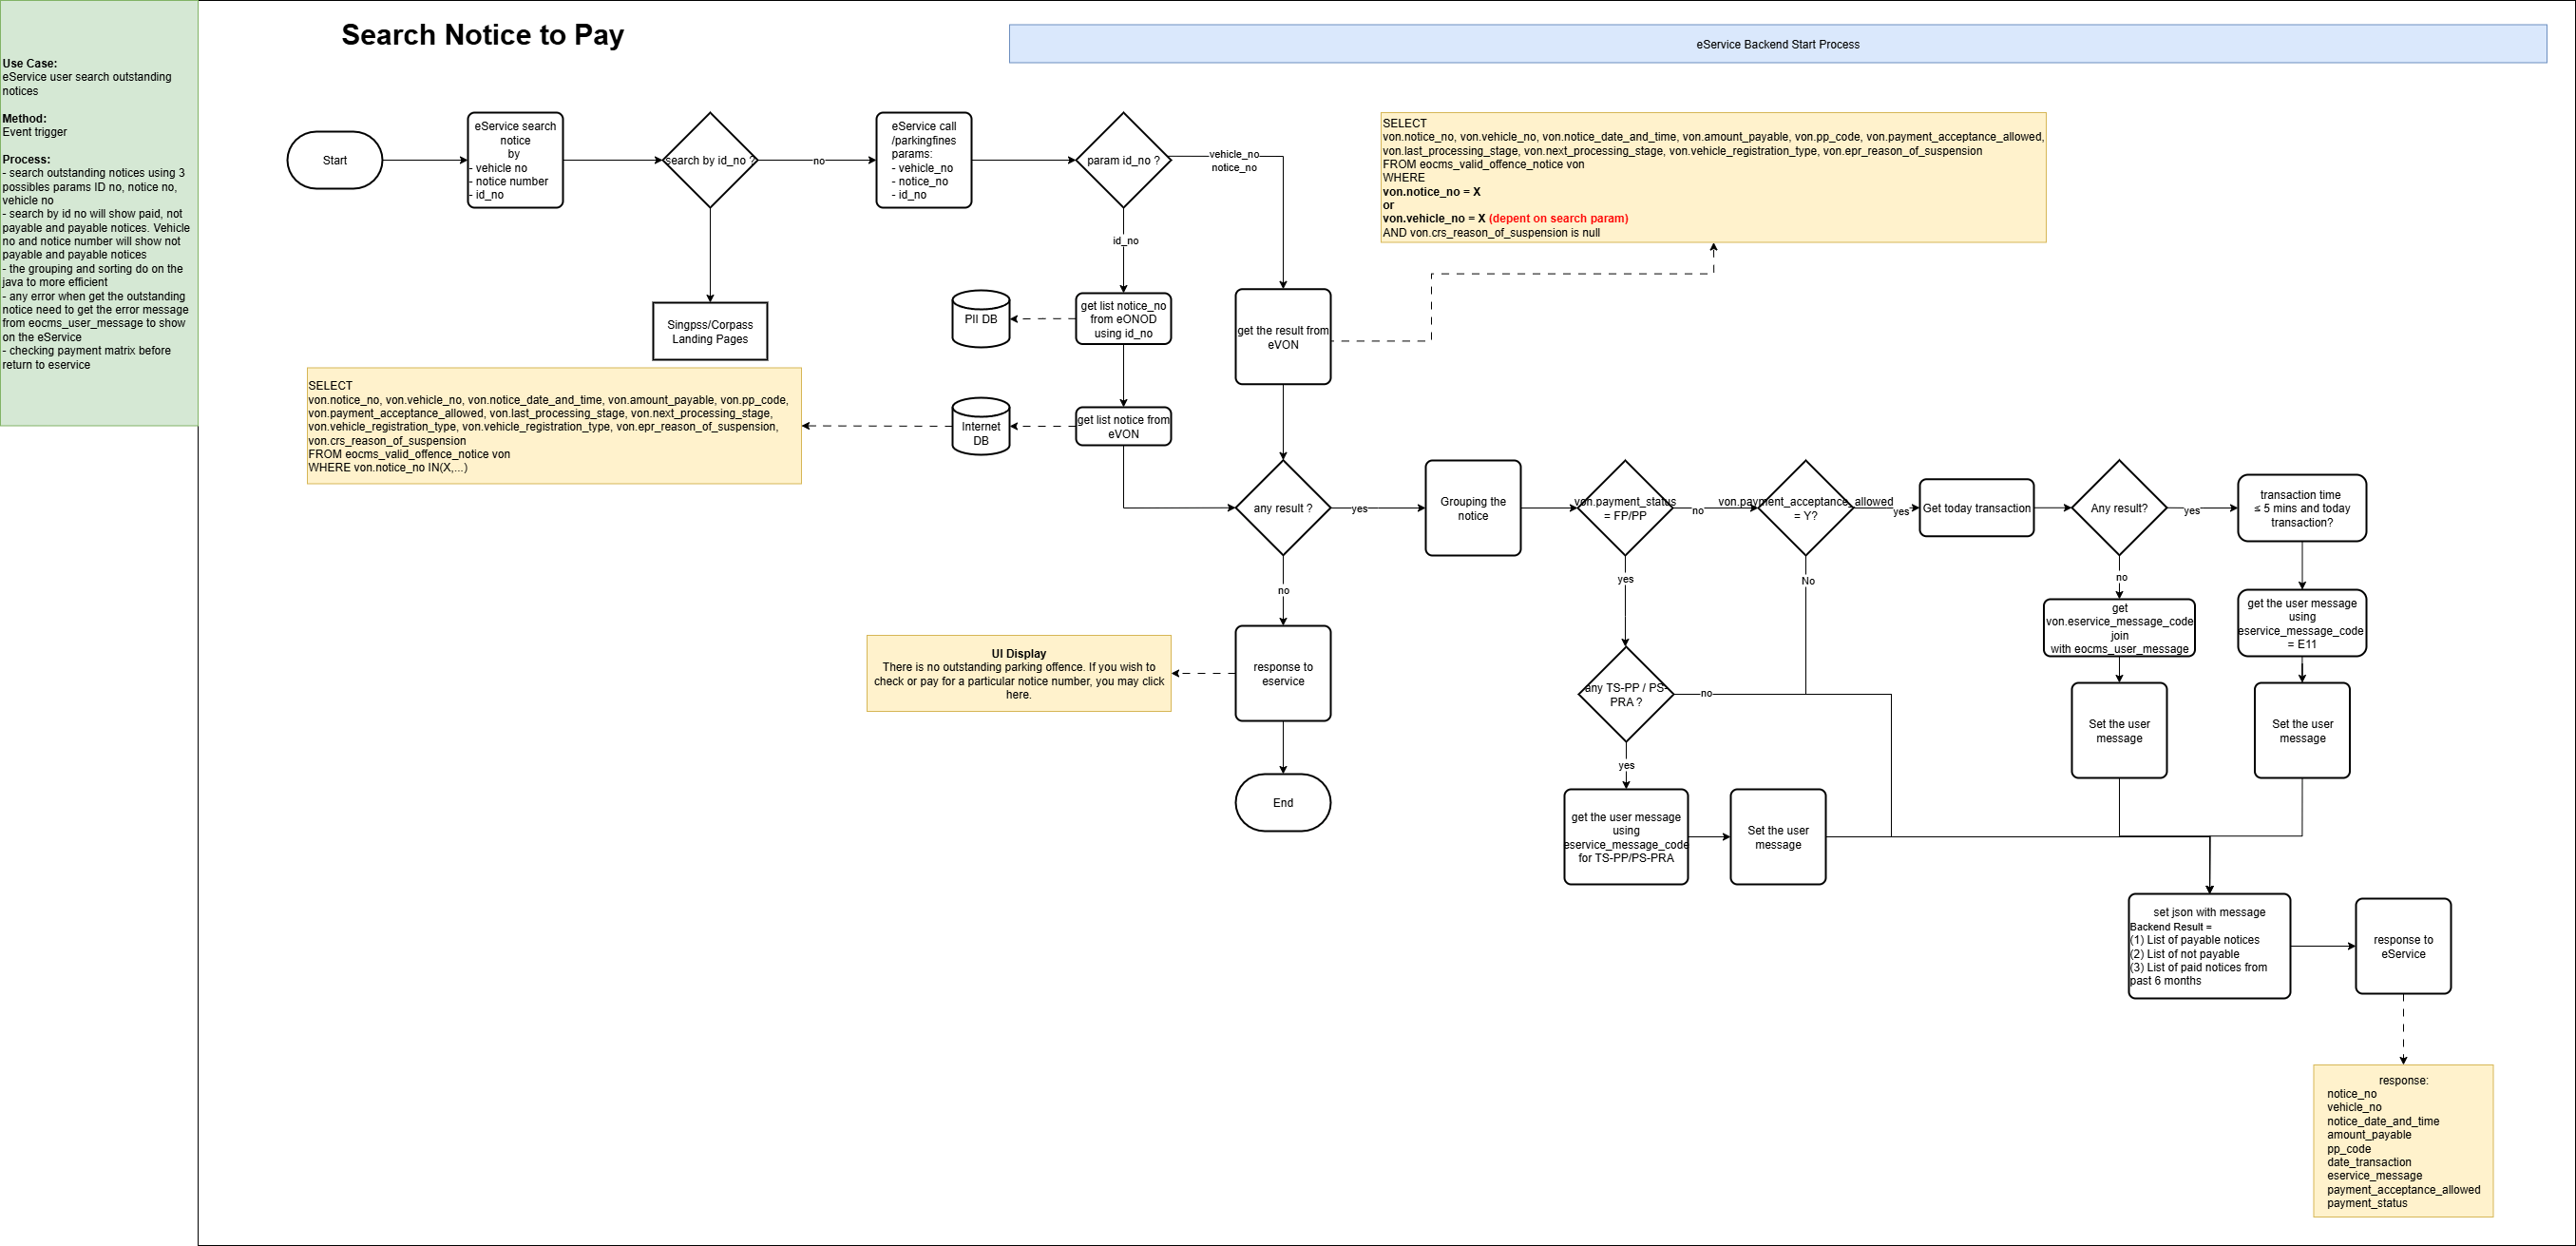 Search Notice to Pay
eService Backend Start Process
Use Case:
eService user search outstanding
notices
Method:
Event trigger
Process:
- search outstanding notices using 3
possibles params ID no, notice no,
vehicle no
- search by id no will show paid, not
payable and payable notices. Vehicle
no and notice number will show not
payable and payable notices
- the grouping and sorting do on the
java to more efficient
- any error when get the outstanding
notice need to get the error message
from eocms_user_message to show
on the eService
- checking payment matrix before
return to eservice
Start
eService search
notice
by
- vehicle no
- notice number
- id_no
search by id_no ?
no
eService call
/parkingfines
params:
- vehicle_no
- notice_no
- id_no
param id_no ?
vehicle_no
notice_no
SELECT
von.notice_no, von.vehicle_no, von.notice_date_and_time, von.amount_payable, von.pp_code, von.payment_acceptance_allowed,
von.last_processing_stage, von.next_processing_stage, von.vehicle_registration_type, von.epr_reason_of_suspension
FROM eocms_valid_offence_notice von
WHERE
von.notice_no = X
or
von.vehicle_no = X (depent on search param)
AND von.crs_reason_of_suspension is null
id_no
Singpss/Corpass
Landing Pages
PII DB
get list notice_no
from eONOD
using id_no
get the result from
eVON
SELECT
von.notice_no, von.vehicle_no, von.notice_date_and_time, von.amount_payable, von.pp_code,
von.payment_acceptance_allowed, von.last_processing_stage, von.next_processing_stage,
von.vehicle_registration_type, von.vehicle_registration_type, von.epr_reason_of_suspension,
von.crs_reason_of_suspension
FROM eocms_valid_offence_notice von
WHERE von.notice_no IN(X,...)
Internet
DB
get list notice from
eVON
any result ?
yes
Grouping the
notice
von.payment_status
= FP/PP
no
von.payment_acceptance_allowed
= Y?
yes
Get today transaction
Any result?
yes
transaction time
≤ 5 mins and today
transaction?
no
yes
No
no
get
von.eservice_message_code
join
with eocms_user_message
get the user message
using
eservice_message_code
= E11
UI Display
There is no outstanding parking offence. If you wish to
check or pay for a particular notice number, you may click
here.
response to
eservice
any TS-PP / PS-
PRA ?
no
Set the user
message
Set the user
message
yes
End
get the user message
using
eservice_message_code
for TS-PP/PS-PRA
Set the user
message
set json with message
Backend Result =
(1) List of payable notices
(2) List of not payable
(3) List of paid notices from
past 6 months
response to
eService
response:
notice_no
vehicle_no
notice_date_and_time
amount_payable
pp_code
date_transaction
eservice_message
payment_acceptance_allowed
payment_status